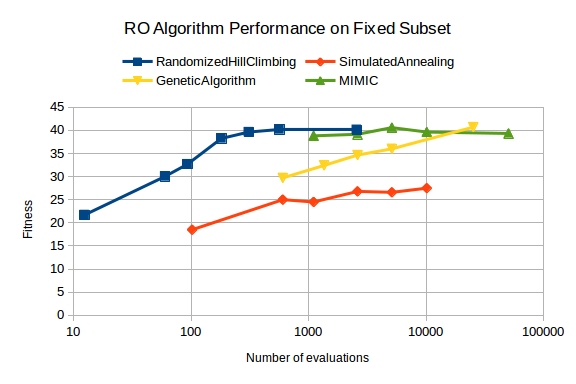 RO Algorithm Performance on Fixed Subset
RandomizedHillClimbing SimulatedAnnealing
GeneticAlgorithm MIMIC
45
40
35
30
25
20
15
10
5
0
Fitness
10 100 1000 10000 100000
Number of evaluations